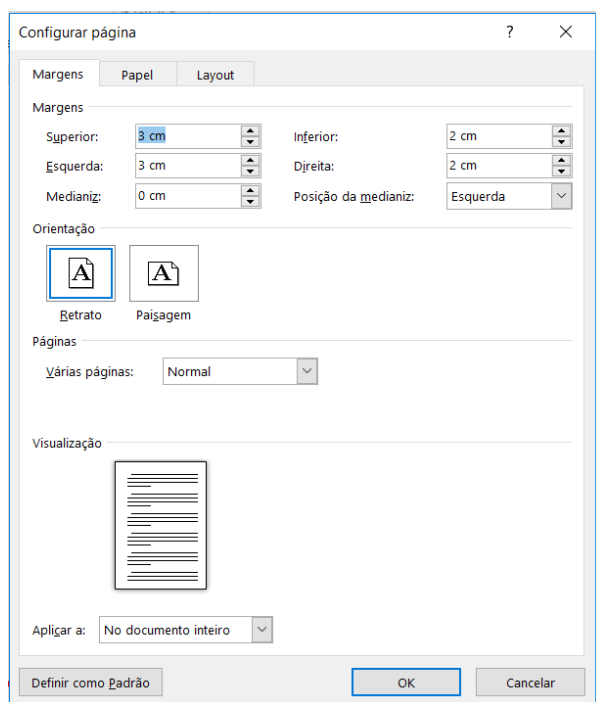 Configurar página ?
Margens Papel Layout
Margens
Superior: 3 cm Inferior: 2 cm
Esquerda: 3 cm Direita: 2 cm
Medianiz: 0 cm Posição da medianiz: Esquerda
Orientação
A A
Retrato Paisagem
Páginas
Várias páginas: Normal
Visualização
Aplicar a: No documento inteiro
Definir como Padrão OK Cancelar